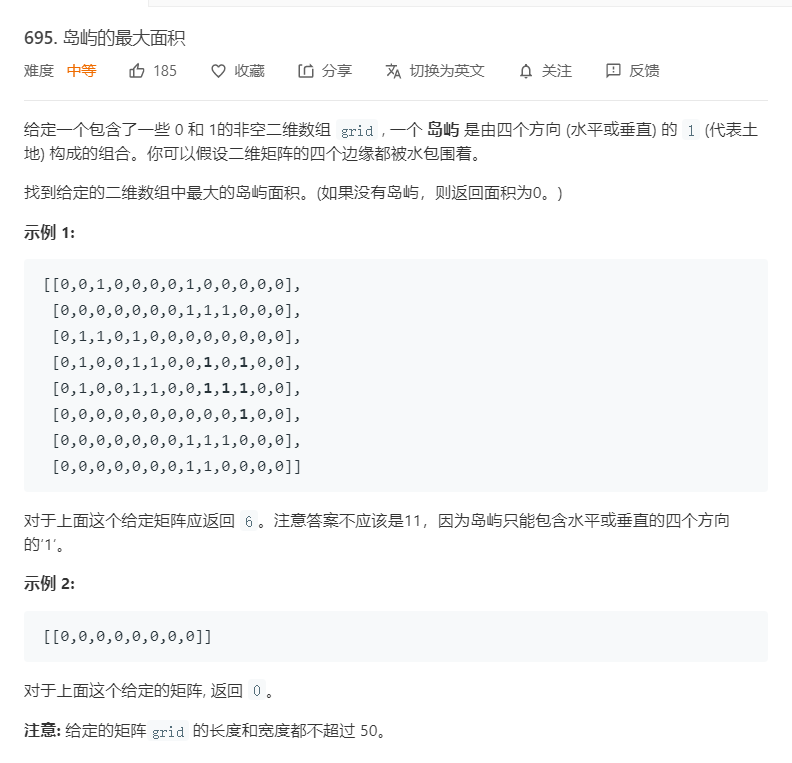 695. 岛屿的最大面积
难度 中等 185 收藏 分享 切换为英文 关注 反馈
给定一个包含了一些 0 和 1的非空二维数组 grid , 一个 岛屿 是由四个方向 (水平或垂直) 的 1 (代表土
地) 构成的组合。你可以假设二维矩阵的四个边缘都被水包围着。
找到给定的二维数组中最大的岛屿面积。(如果没有岛屿，则返回面积为0。)
示例 1:
[[0,0,1,0,0,0,0,1,0,0,0,0,0],
[0,0,0,0,0,0,0,1,1,1,0,0,0],
[0,1,1,0,1,0,0,0,0,0,0,0,0],
[0,1,0,0,1,1,0,0,1,0,1,0,0],
[0,1,0,0,1,1,0,0,1,1,1,0,0],
[0,0,0,0,0,0,0,0,0,0,1,0,0],
[0,0,0,0,0,0,0,1,1,1,0,0,0],
[0,0,0,0,0,0,0,1,1,0,0,0,0]]
对于上面这个给定矩阵应返回 6。注意答案不应该是11，因为岛屿只能包含水平或垂直的四个方向
的‘1’。
示例 2:
[[0,0,0,0,0,0,0,0]]
对于上面这个给定的矩阵, 返回 0。
注意: 给定的矩阵grid 的长度和宽度都不超过 50。